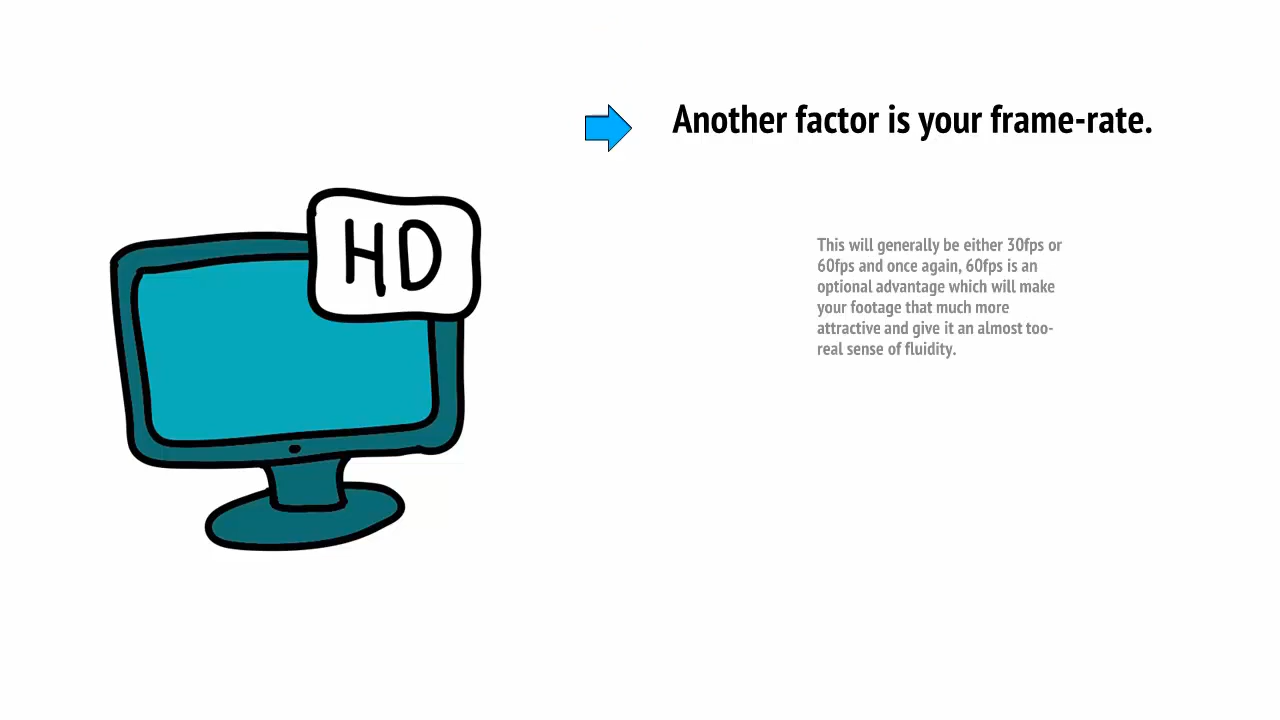 Another factor is your frame-rate.
HD
This will generally be either 30fps or
60fps and once again, 60fps is an
optional advantage which will make
your footage that much more
attractive and give it an almost too-
real sense of fluidity.